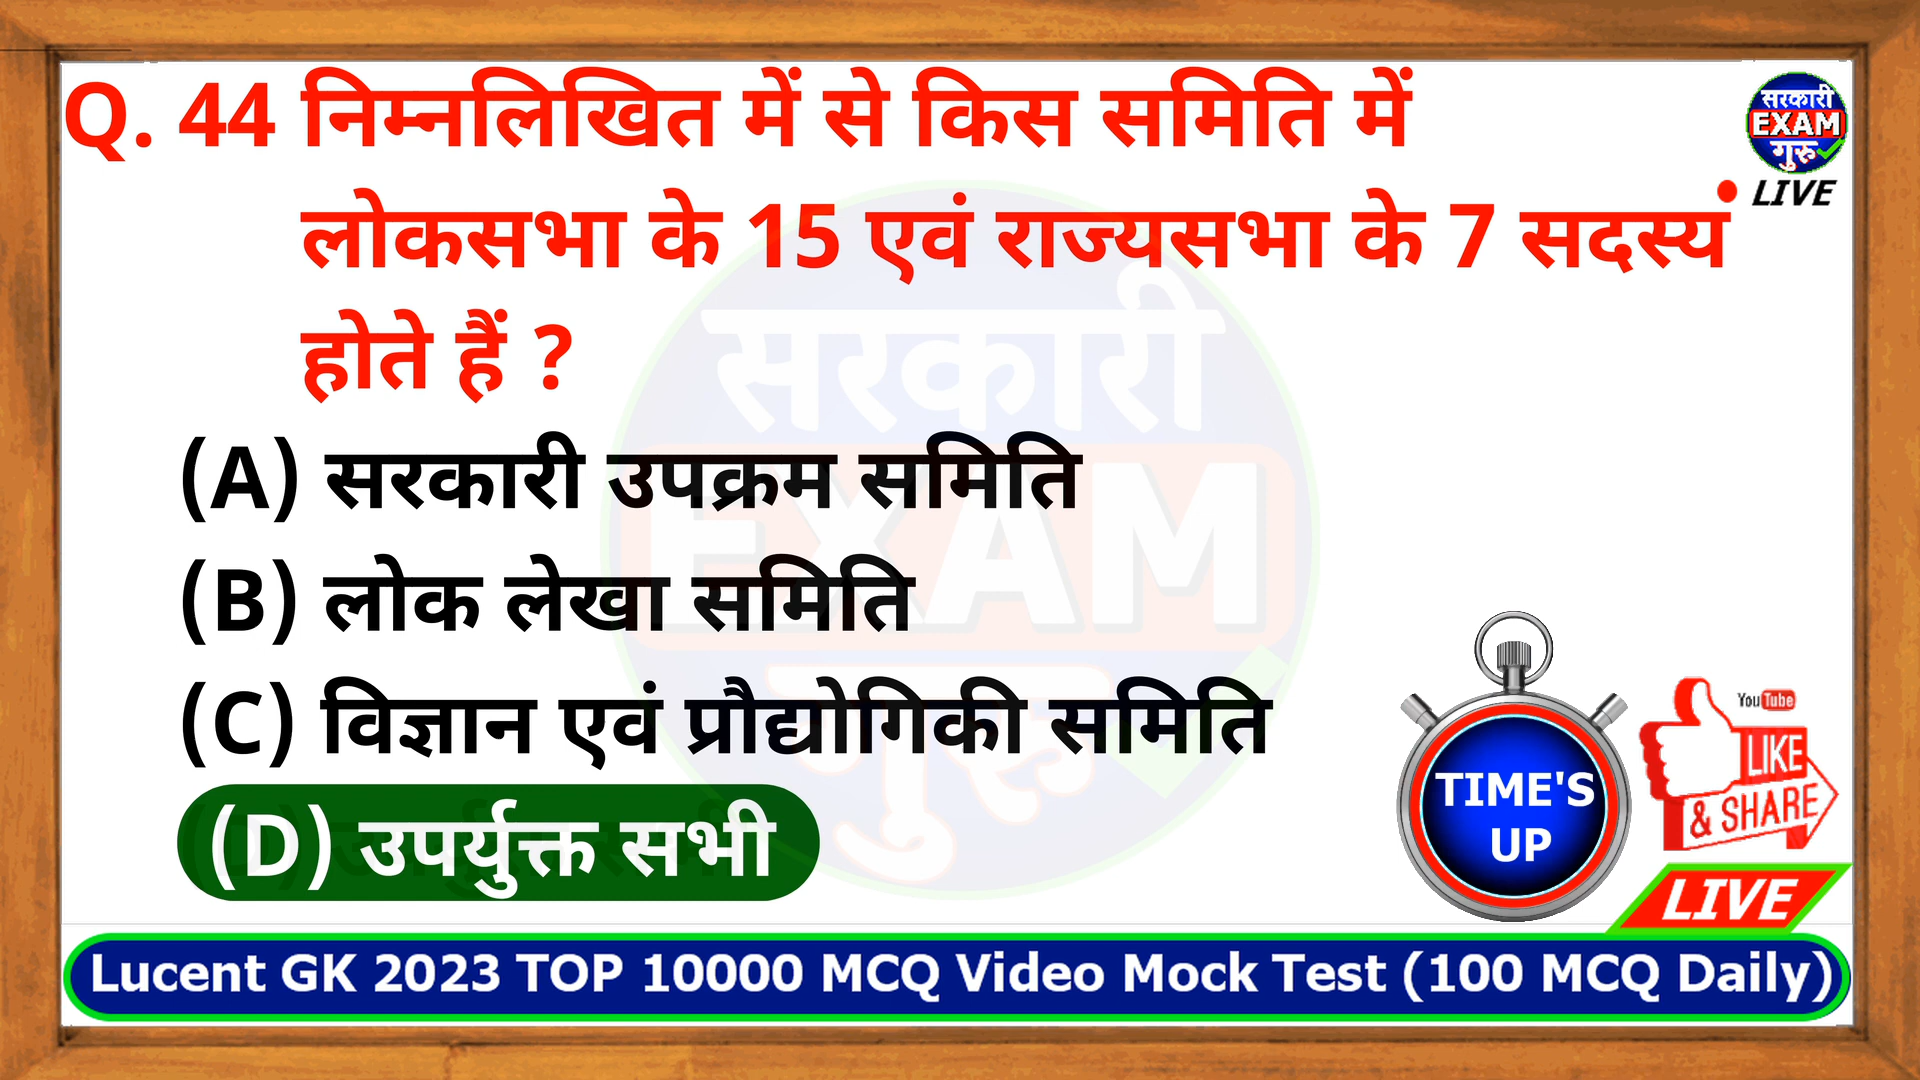 Q. 44 निम्नलिखित में से किस समिति में
लोकसभा के 15 एवं राज्यसभा के 7 सदस्य
होते हैं ?
(A) सरकारी उपक्रम समिति
(B) लोक लेखा समिति
(C) विज्ञान एवं प्रौद्योगिकी समिति
(D) उपर्युक्त सभी
सरकारी
EXAM
गुरु
LIVE
सरकारी
EXAM
गुरु
TIME'S
UP
YouTube
LIKE
& SHARE
LIVE
Lucent GK 2023 TOP 10000 MCQ Video Mock Test (100 MCQ Daily)